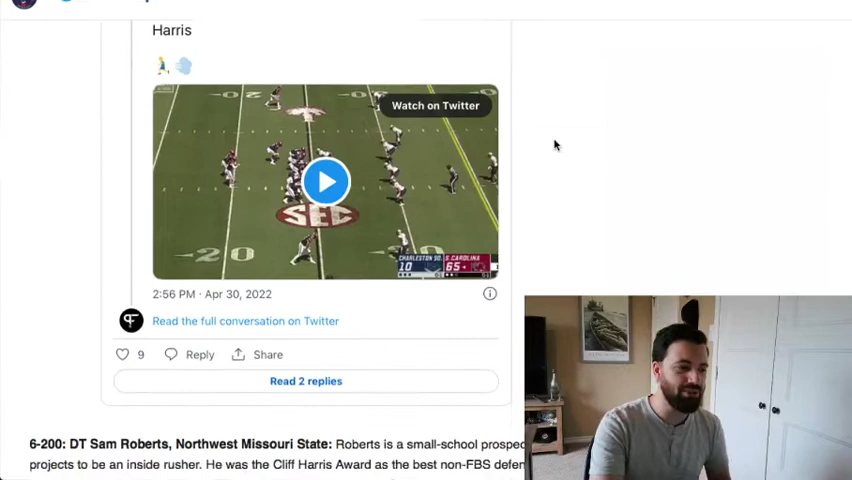 Harris
Watch on Twitter
SEC
20
20
CHARLESTON SO. S. CAROLINA
10 65
2:56 PM · Apr 30, 2022
Read the full conversation on Twitter
9 Reply Share
Read 2 replies
6-200: DT Sam Roberts, Northwest Missouri State: Roberts is a small-school prospec
projects to be an inside rusher. He was the Cliff Harris Award as the best non-FBS defen